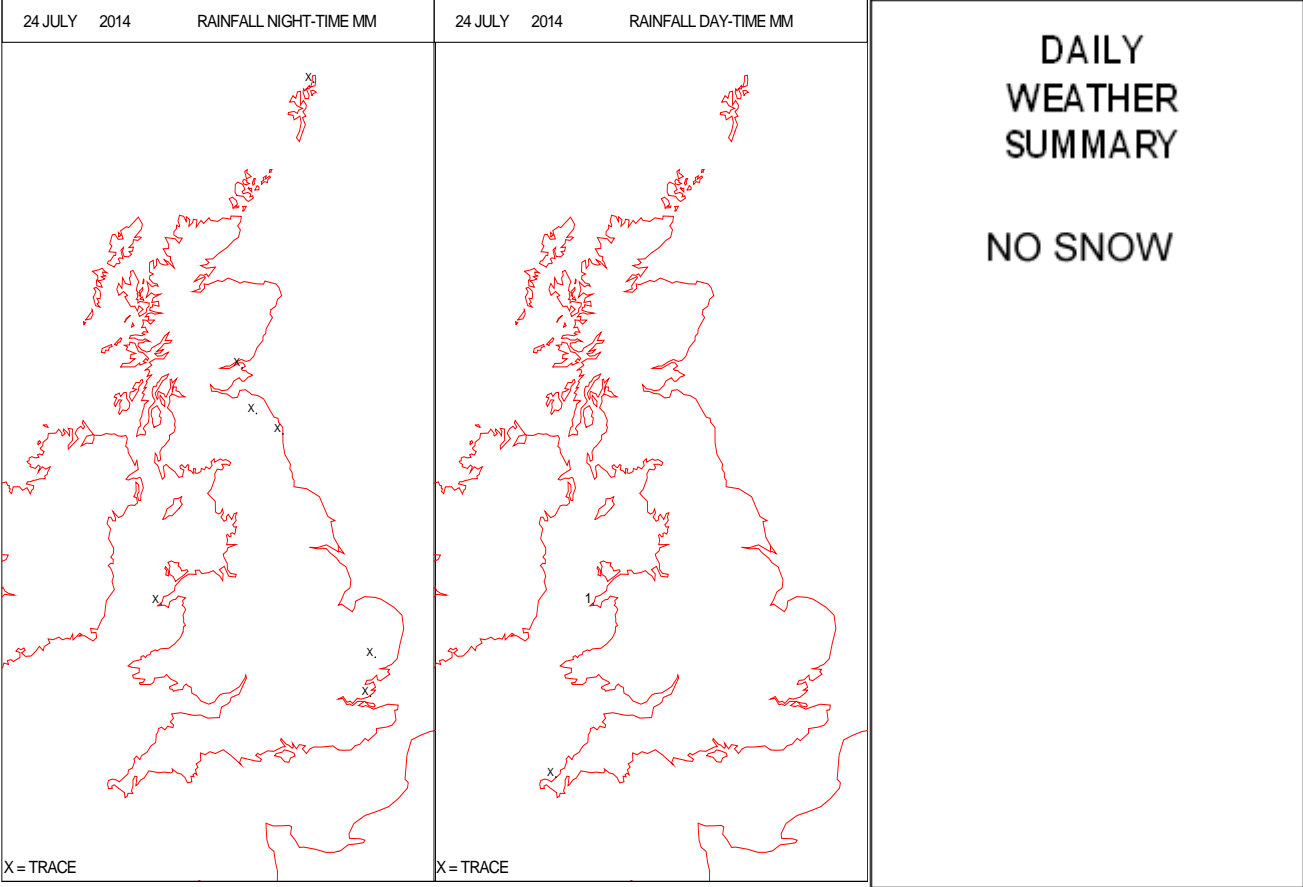 24 JULY 2014 RAINFALL NIGHT-TIME MM
X
X
X
X
X
X
X
X = TRACE
24 JULY 2014 RAINFALL DAY-TIME MM
1
X
X = TRACE
DAILY
WEATHER
SUMMARY
NO SNOW